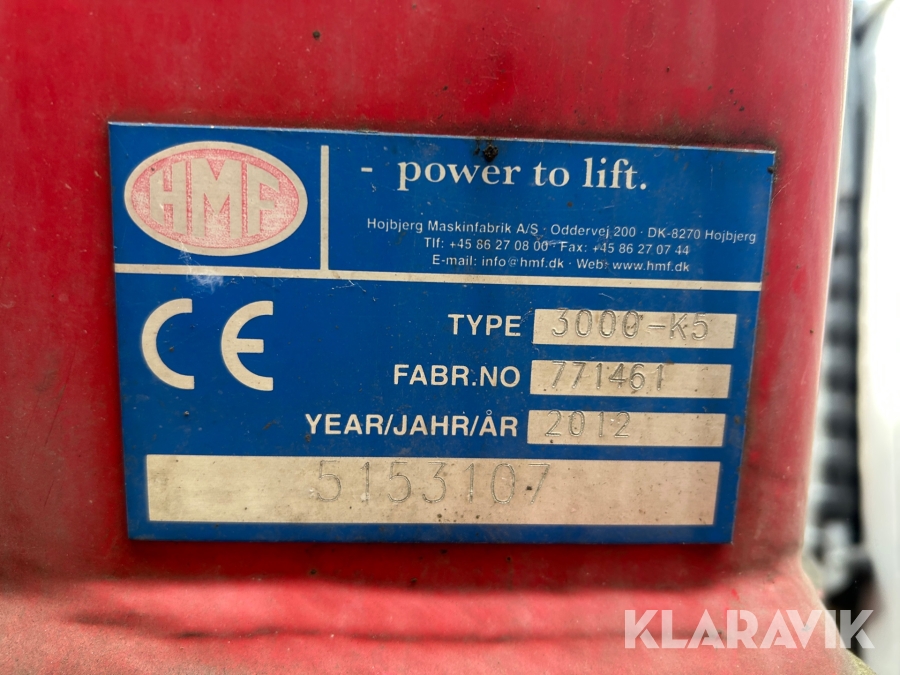 HMF
- power to lift.
Hojbjerg Maskinfabrik A/S · Oddervej 200 · DK-8270 Hojbjerg
Tlf: +45 86 27 08 00 · Fax: +45 86 27 07 44
E-mail: info@hmf.dk · Web: www.hmf.dk
CE
TYPE 3000-K5
FABR.NO 771461
YEAR/JAHR/ÅR 2012
5153107
KLARAVIK